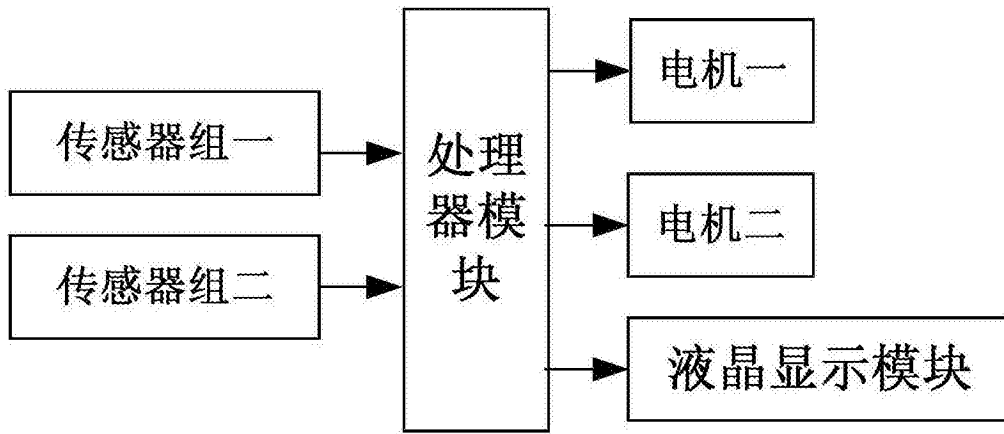 传感器组一
传感器组二
处理
器模
块
电机一
电机二
液晶显示模块